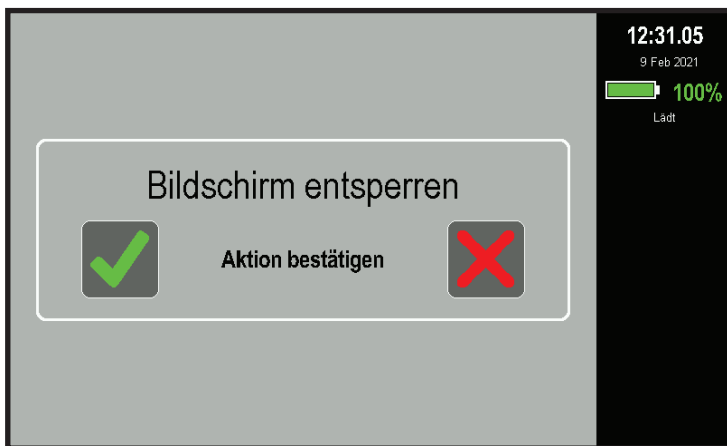 12:31.05
9 Feb 2021
100%
Lädt
Bildschirm entsperren
Aktion bestätigen